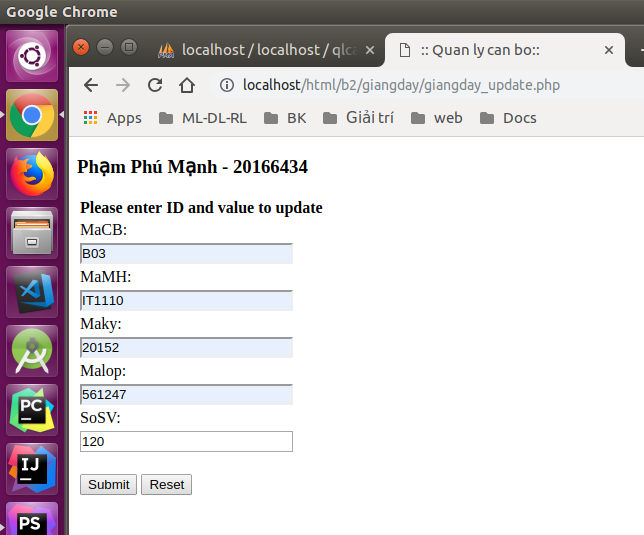 Google Chrome
localhost / localhost / qlca
:: Quan ly can bo::
localhost/html/b2/giangday/giangday_update.php
Apps ML-DL-RL BK Giải trí web Docs
Phạm Phú Mạnh - 20166434
Please enter ID and value to update
MaCB:
B03
MaMH:
IT1110
Maky:
20152
Malop:
561247
SoSV:
120
Submit Reset
PC
IJ
PS